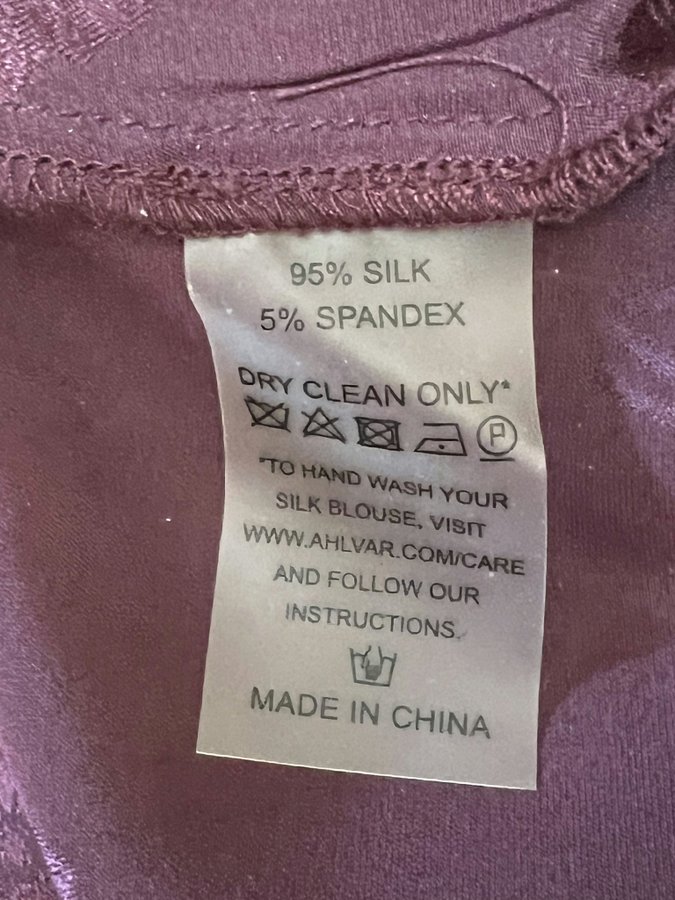 95% SILK
5% SPANDEX
DRY CLEAN ONLY*
P
*TO HAND WASH YOUR
SILK BLOUSE, VISIT
WWW.AHLVAR.COM/CARE
AND FOLLOW OUR
INSTRUCTIONS.
MADE IN CHINA